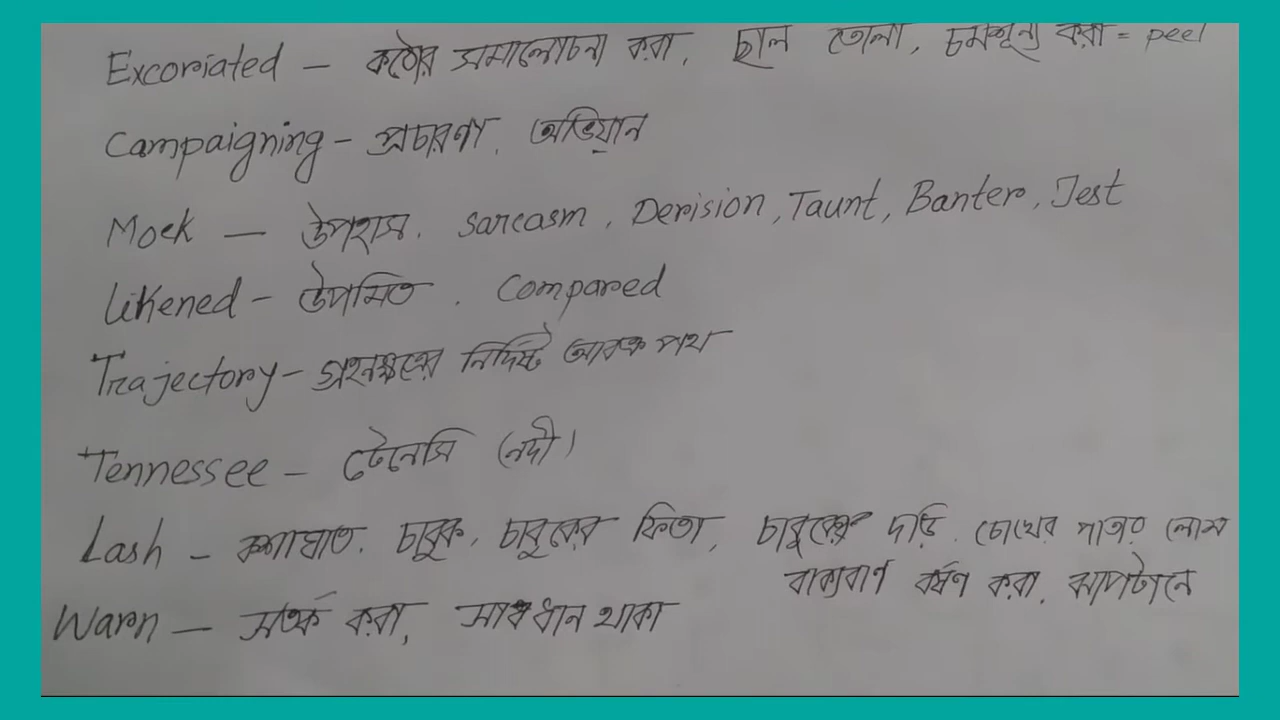 Excoriated – কঠোর সমালোচনা করা, ছাল তোলা, চমশূন্য করা = peel
Campaigning – প্রচারণা, অভিযান
Mock – উপহাস, Sarcasm, Derision, Taunt, Banter, Jest
Likened – উপমিত, Compared
Trajectory – গ্রহনক্ষত্রের নির্দিষ্ট আবক্র পথ
Tennessee – টেনেসি (নদী)
Lash – কশাঘাত, চাবুক, চাবুকের ফিতা, চাবুকের দড়ি, চোখের পাতার লোম
বাক্যবাণ বর্ষণ করা, ঝাপটানে
Warn – সতর্ক করা, সাবধান থাকা